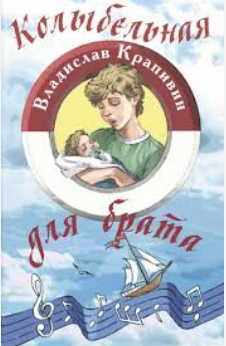 Колыбельная
Владислав Крапивин
для брата